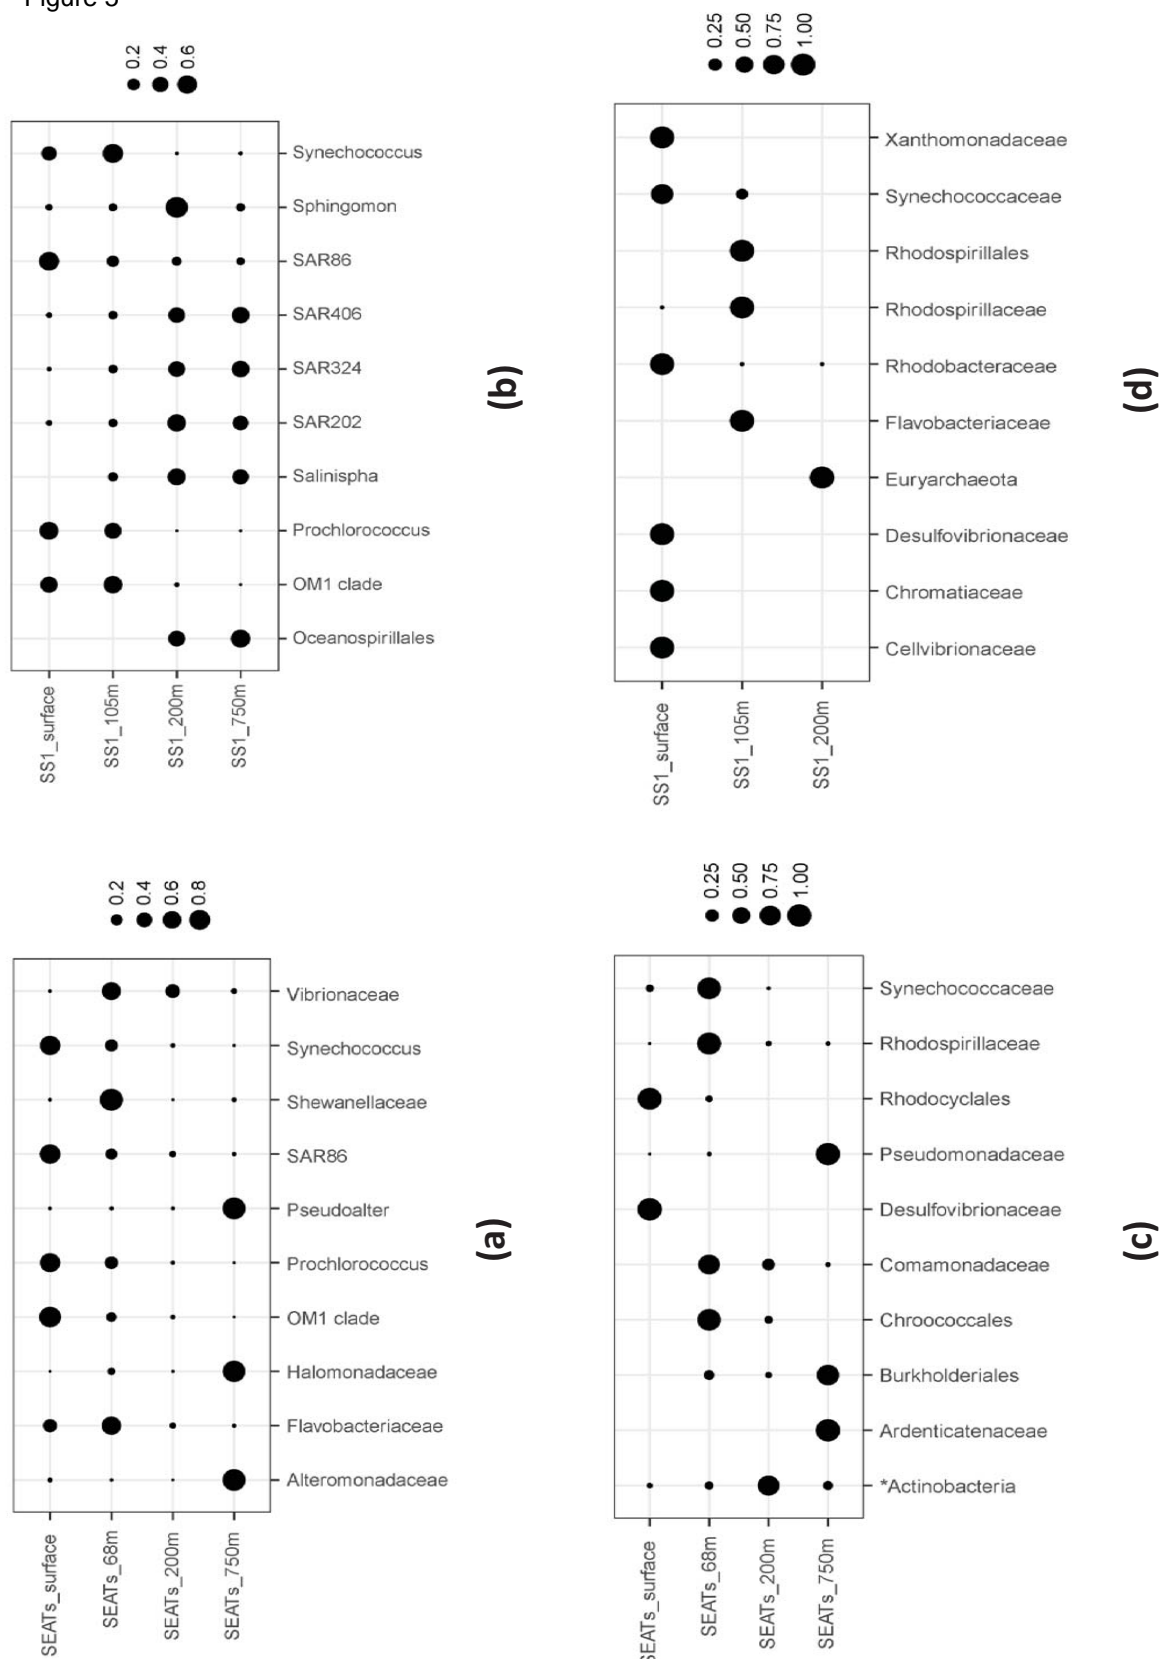 Figure 3
0.2
0.4
0.6
Synechococcus
Sphingomon
SAR86
SAR406
SAR324
SAR202
Salinispha
Prochlorococcus
OM1 clade
Oceanospirillales
SS1_surface
SS1_105m
SS1_200m
SS1_750m
(b)
0.25
0.50
0.75
1.00
Xanthomonadaceae
Synechococcaceae
Rhodospirillales
Rhodospirillaceae
Rhodobacteraceae
Flavobacteriaceae
Euryarchaeota
Desulfovibrionaceae
Chromatiaceae
Cellvibrionaceae
SS1_surface
SS1_105m
SS1_200m
(d)
0.2
0.4
0.6
0.8
Vibrionaceae
Synechococcus
Shewanellaceae
SAR86
Pseudoalter
Prochlorococcus
OM1 clade
Halomonadaceae
Flavobacteriaceae
Alteromonadaceae
SEATs_surface
SEATs_68m
SEATs_200m
SEATs_750m
(a)
0.25
0.50
0.75
1.00
Synechococcaceae
Rhodospirillaceae
Rhodocyclales
Pseudomonadaceae
Desulfovibrionaceae
Comamonadaceae
Chroococcales
Burkholderiales
Ardenticatenaceae
*Actinobacteria
SEATs_surface
SEATs_68m
SEATs_200m
SEATs_750m
(c)